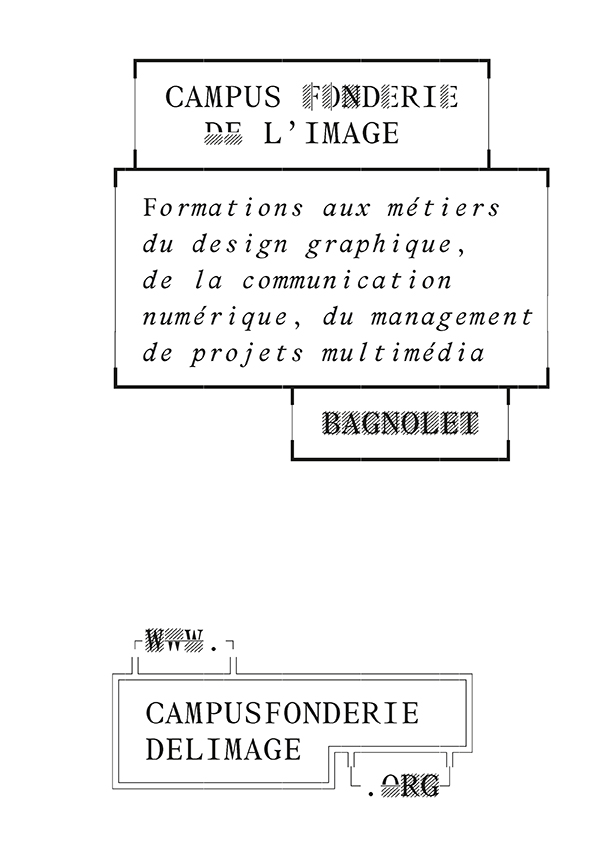 CAMPUS FONDERIE
DE L’IMAGE
Formations aux métiers
du design graphique,
de la communication
numérique, du management
de projets multimédia
BAGNOLET
WwW.
CAMPUSFONDERIE
DELIMAGE
.ORG